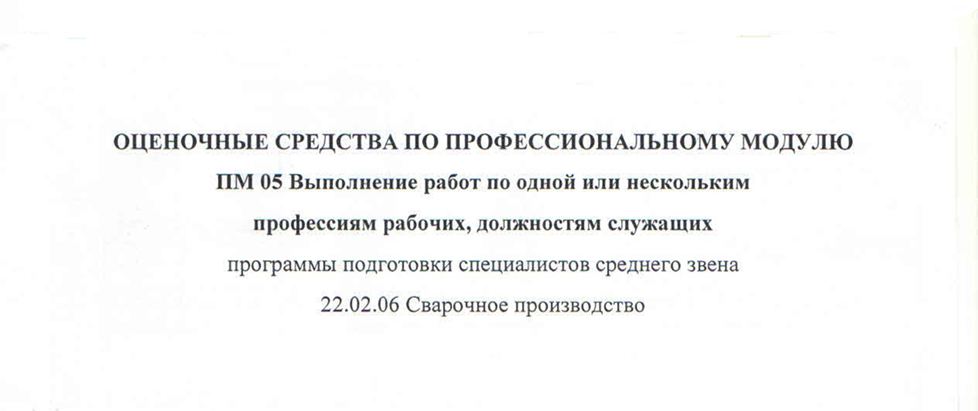 ОЦЕНОЧНЫЕ СРЕДСТВА ПО ПРОФЕССИОНАЛЬНОМУ МОДУЛЮ
ПМ 05 Выполнение работ по одной или нескольким
профессиям рабочих, должностям служащих
программы подготовки специалистов среднего звена
22.02.06 Сварочное производство